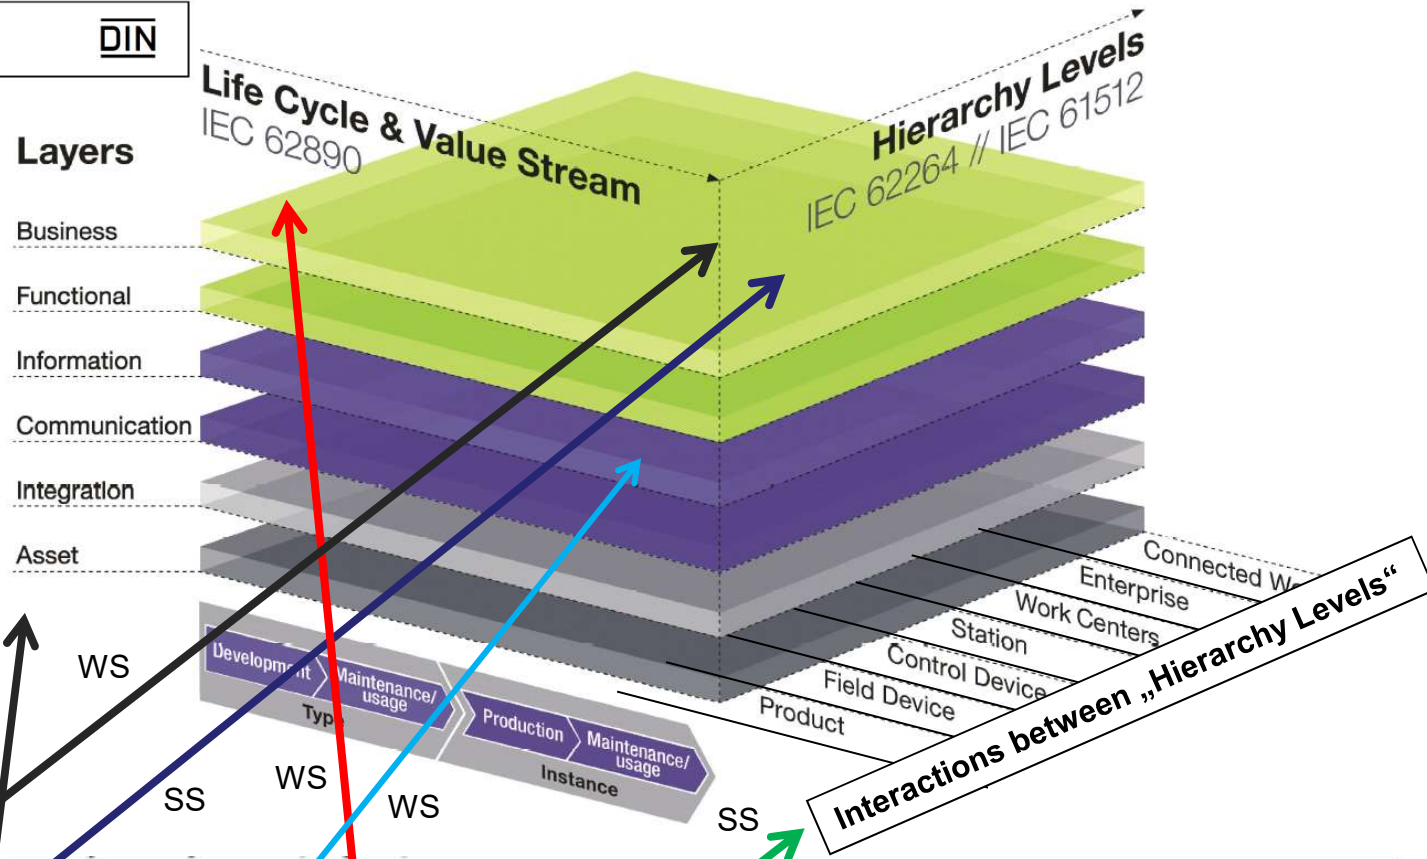 DIN
Life Cycle & Value Stream
IEC 62890
Hierarchy Levels
IEC 62264 // IEC 61512
Layers
Business
Functional
Information
Communication
Integration
Asset
Connected
Enterprise
Work Centers
Station
Control Device
Field Device
Product
Interactions between „Hierarchy Levels“
Development
Maintenance/
usage
Type
Production
Maintenance/
usage
Instance
WS
SS
WS
WS
SS